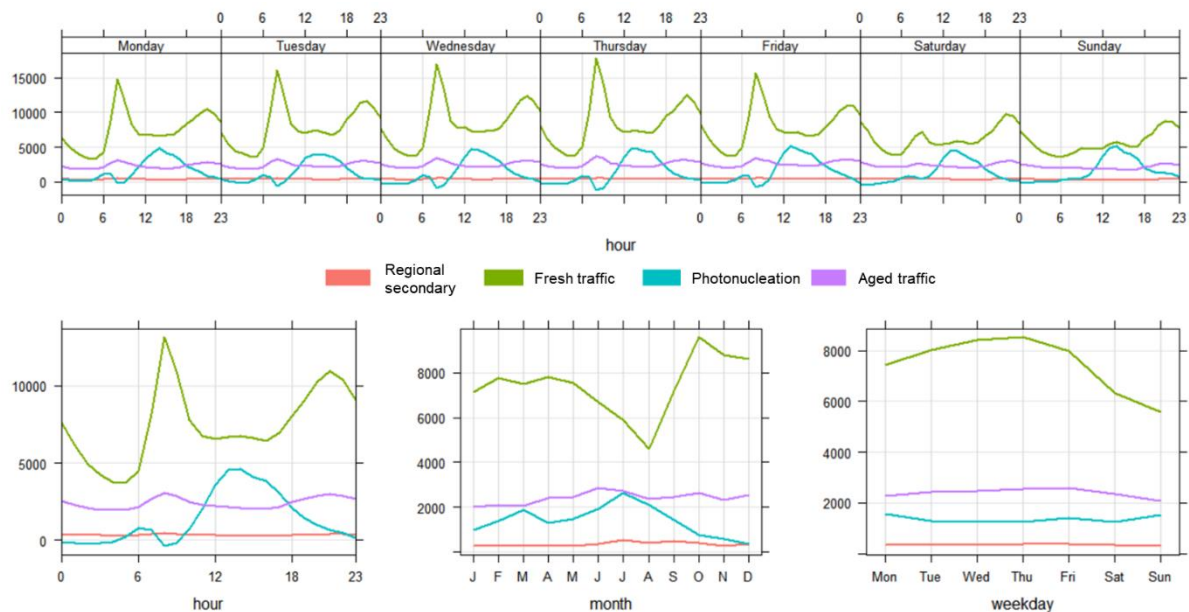 0 6 12 18 23 0 6 12 18 23 0 6 12 18 23
Monday Tuesday Wednesday Thursday Friday Saturday Sunday
15000
10000
5000
0
0 6 12 18 23 0 6 12 18 23 0 6 12 18 23 0 6 12 18 23
hour
Regional
secondary
Fresh traffic
Photonucleation
Aged traffic
10000
5000
0
0 6 12 18 23
hour
8000
6000
4000
2000
J F M A M J J A S O N D
month
8000
6000
4000
2000
Mon Tue Wed Thu Fri Sat Sun
weekday